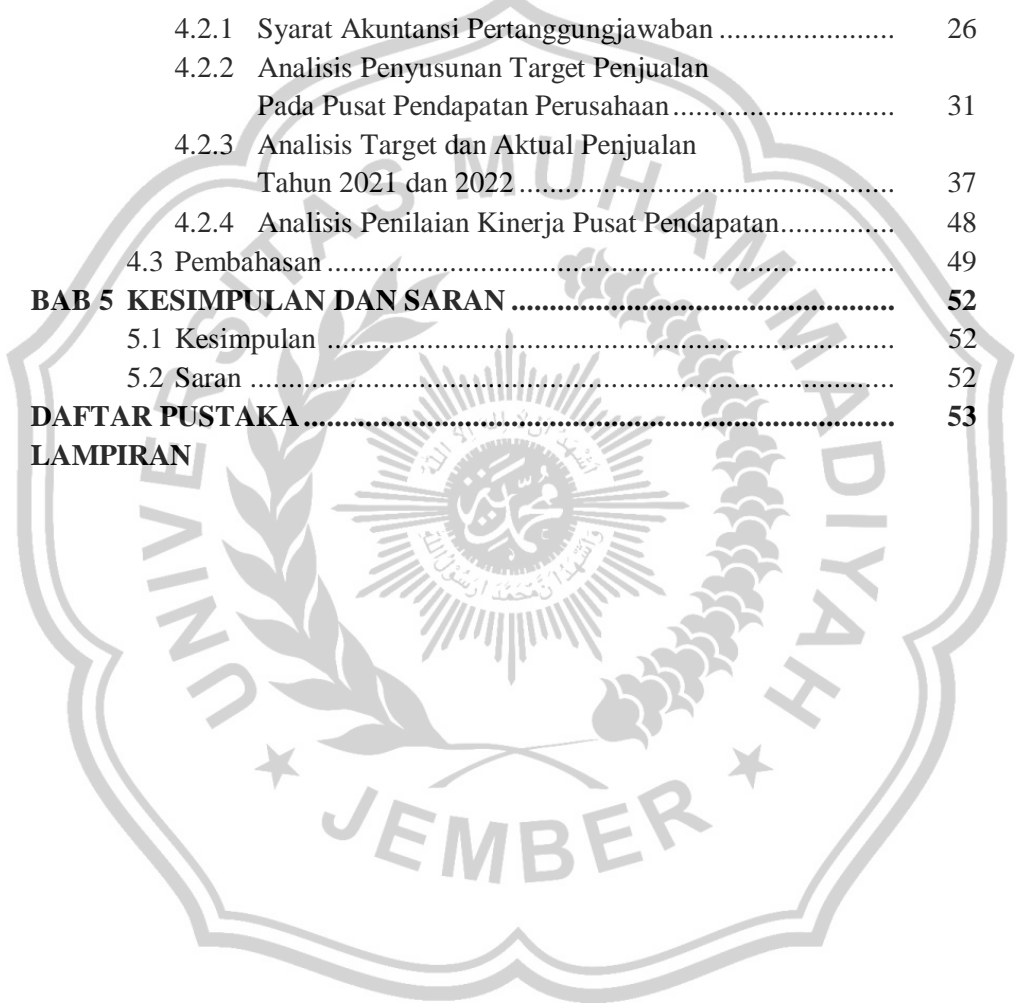 4.2.1 Syarat Akuntansi Pertanggungjawaban ...................... 26
4.2.2 Analisis Penyusunan Target Penjualan
Pada Pusat Pendapatan Perusahaan ............................ 31
4.2.3 Analisis Target dan Aktual Penjualan
Tahun 2021 dan 2022 ............................................... 37
4.2.4 Analisis Penilaian Kinerja Pusat Pendapatan............... 48
4.3 Pembahasan ......................................................................... 49
BAB 5 KESIMPULAN DAN SARAN ................................................ 52
5.1 Kesimpulan ......................................................................... 52
5.2 Saran ................................................................................... 52
DAFTAR PUSTAKA .......................................................................... 53
LAMPIRAN
UNIVERSITAS MUHAMMADIYAH
JEMBER